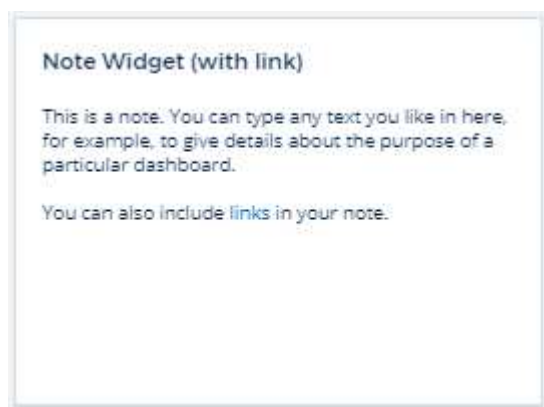 Note Widget (with link)
This is a note. You can type any text you like in here,
for example, to give details about the purpose of a
particular dashboard.
You can also include links in your note.